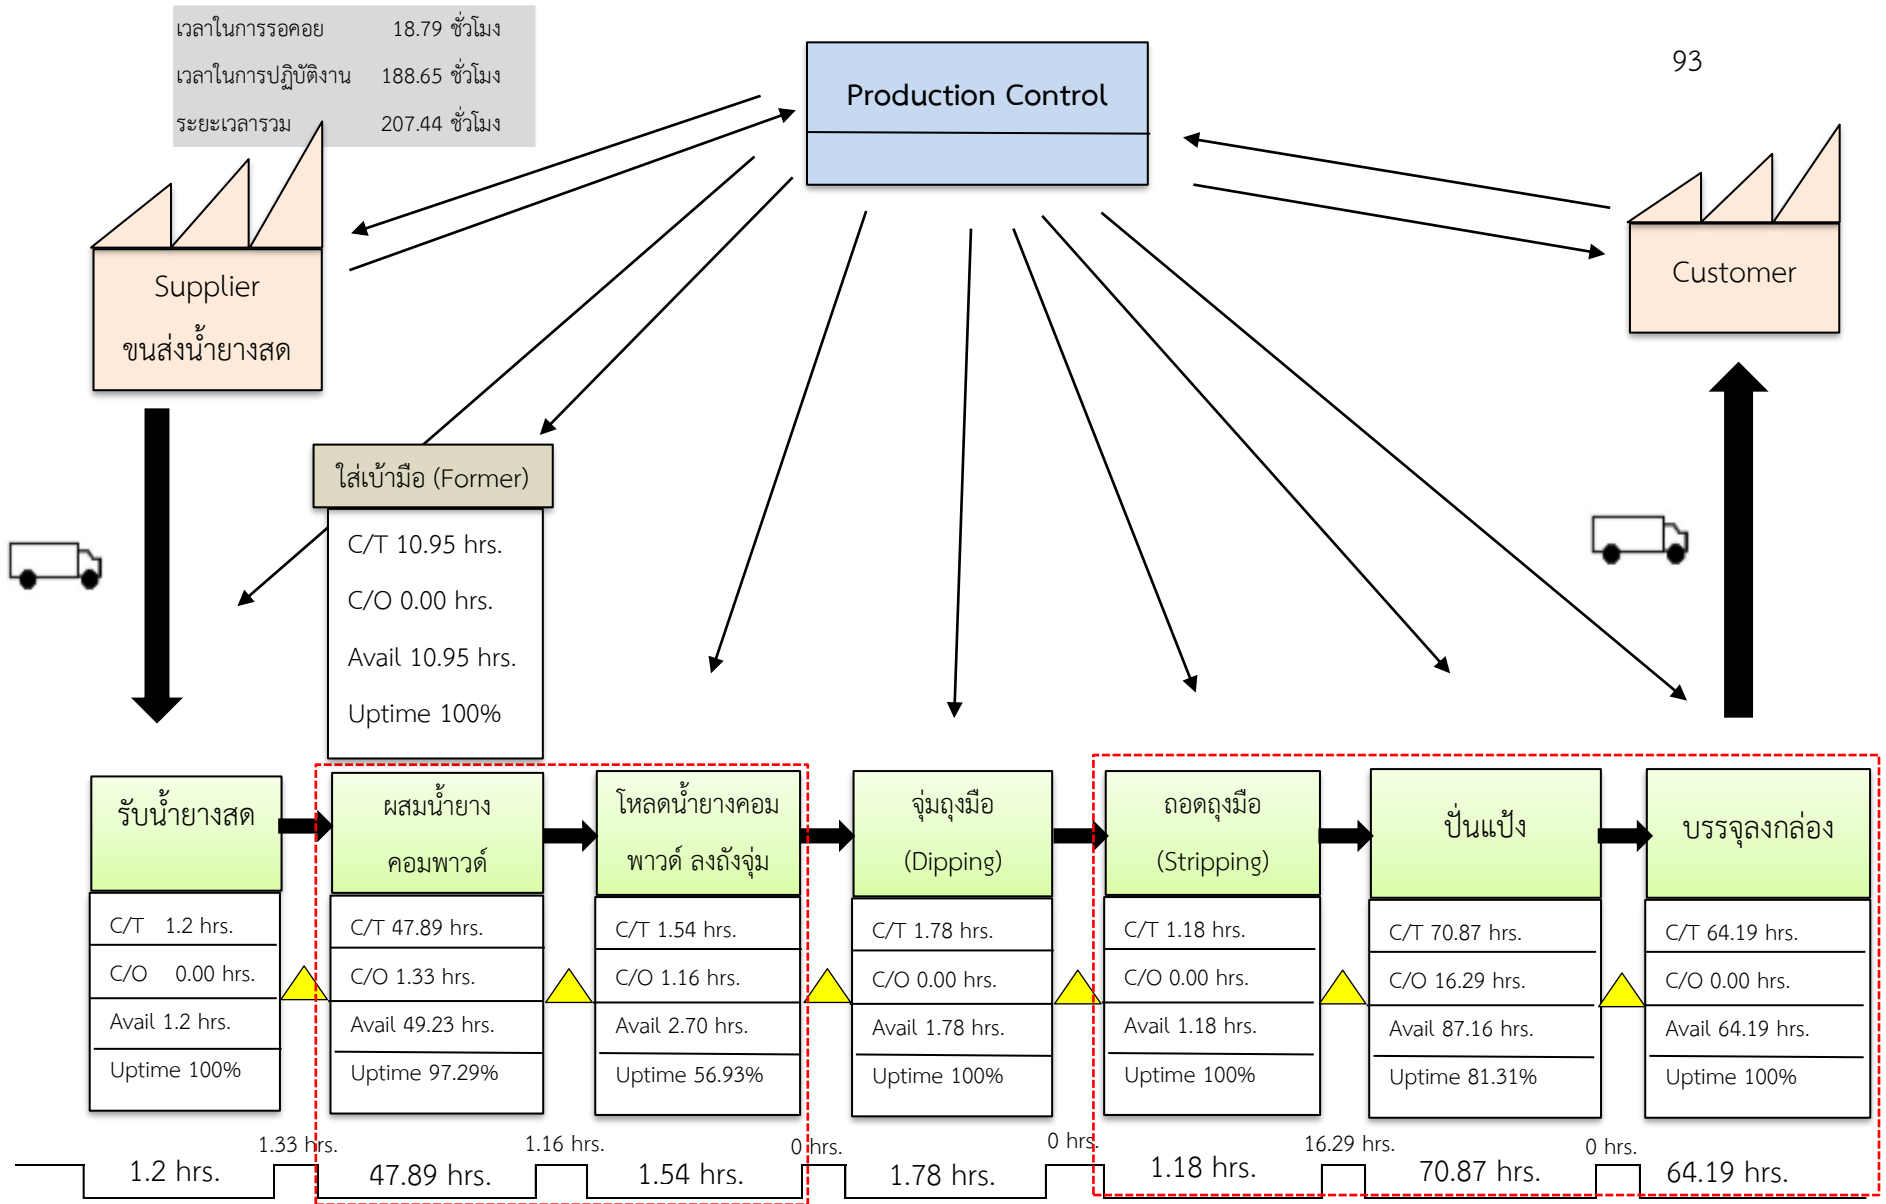 เวลาในการรอคอย 18.79 ชั่วโมง
เวลาในการปฏิบัติงาน 188.65 ชั่วโมง
ระยะเวลารวม 207.44 ชั่วโมง
93
Production Control
Supplier
ขนส่งน้ำยางสด
Customer
ใส่เบ้ามือ (Former)
C/T 10.95 hrs.
C/O 0.00 hrs.
Avail 10.95 hrs.
Uptime 100%
รับน้ำยางสด
C/T 1.2 hrs.
C/O 0.00 hrs.
Avail 1.2 hrs.
Uptime 100%
ผสมน้ำยาง
คอมพาวด์
C/T 47.89 hrs.
C/O 1.33 hrs.
Avail 49.23 hrs.
Uptime 97.29%
โหลดน้ำยางคอม
พาวด์ ลงถังจุ่ม
C/T 1.54 hrs.
C/O 1.16 hrs.
Avail 2.70 hrs.
Uptime 56.93%
จุ่มถุงมือ
(Dipping)
C/T 1.78 hrs.
C/O 0.00 hrs.
Avail 1.78 hrs.
Uptime 100%
ถอดถุงมือ
(Stripping)
C/T 1.18 hrs.
C/O 0.00 hrs.
Avail 1.18 hrs.
Uptime 100%
ปั่นแป้ง
C/T 70.87 hrs.
C/O 16.29 hrs.
Avail 87.16 hrs.
Uptime 81.31%
บรรจุลงกล่อง
C/T 64.19 hrs.
C/O 0.00 hrs.
Avail 64.19 hrs.
Uptime 100%
1.33 hrs. 1.16 hrs. 0 hrs. 0 hrs. 16.29 hrs. 0 hrs.
1.2 hrs. 47.89 hrs. 1.54 hrs. 1.78 hrs. 1.18 hrs. 70.87 hrs. 64.19 hrs.